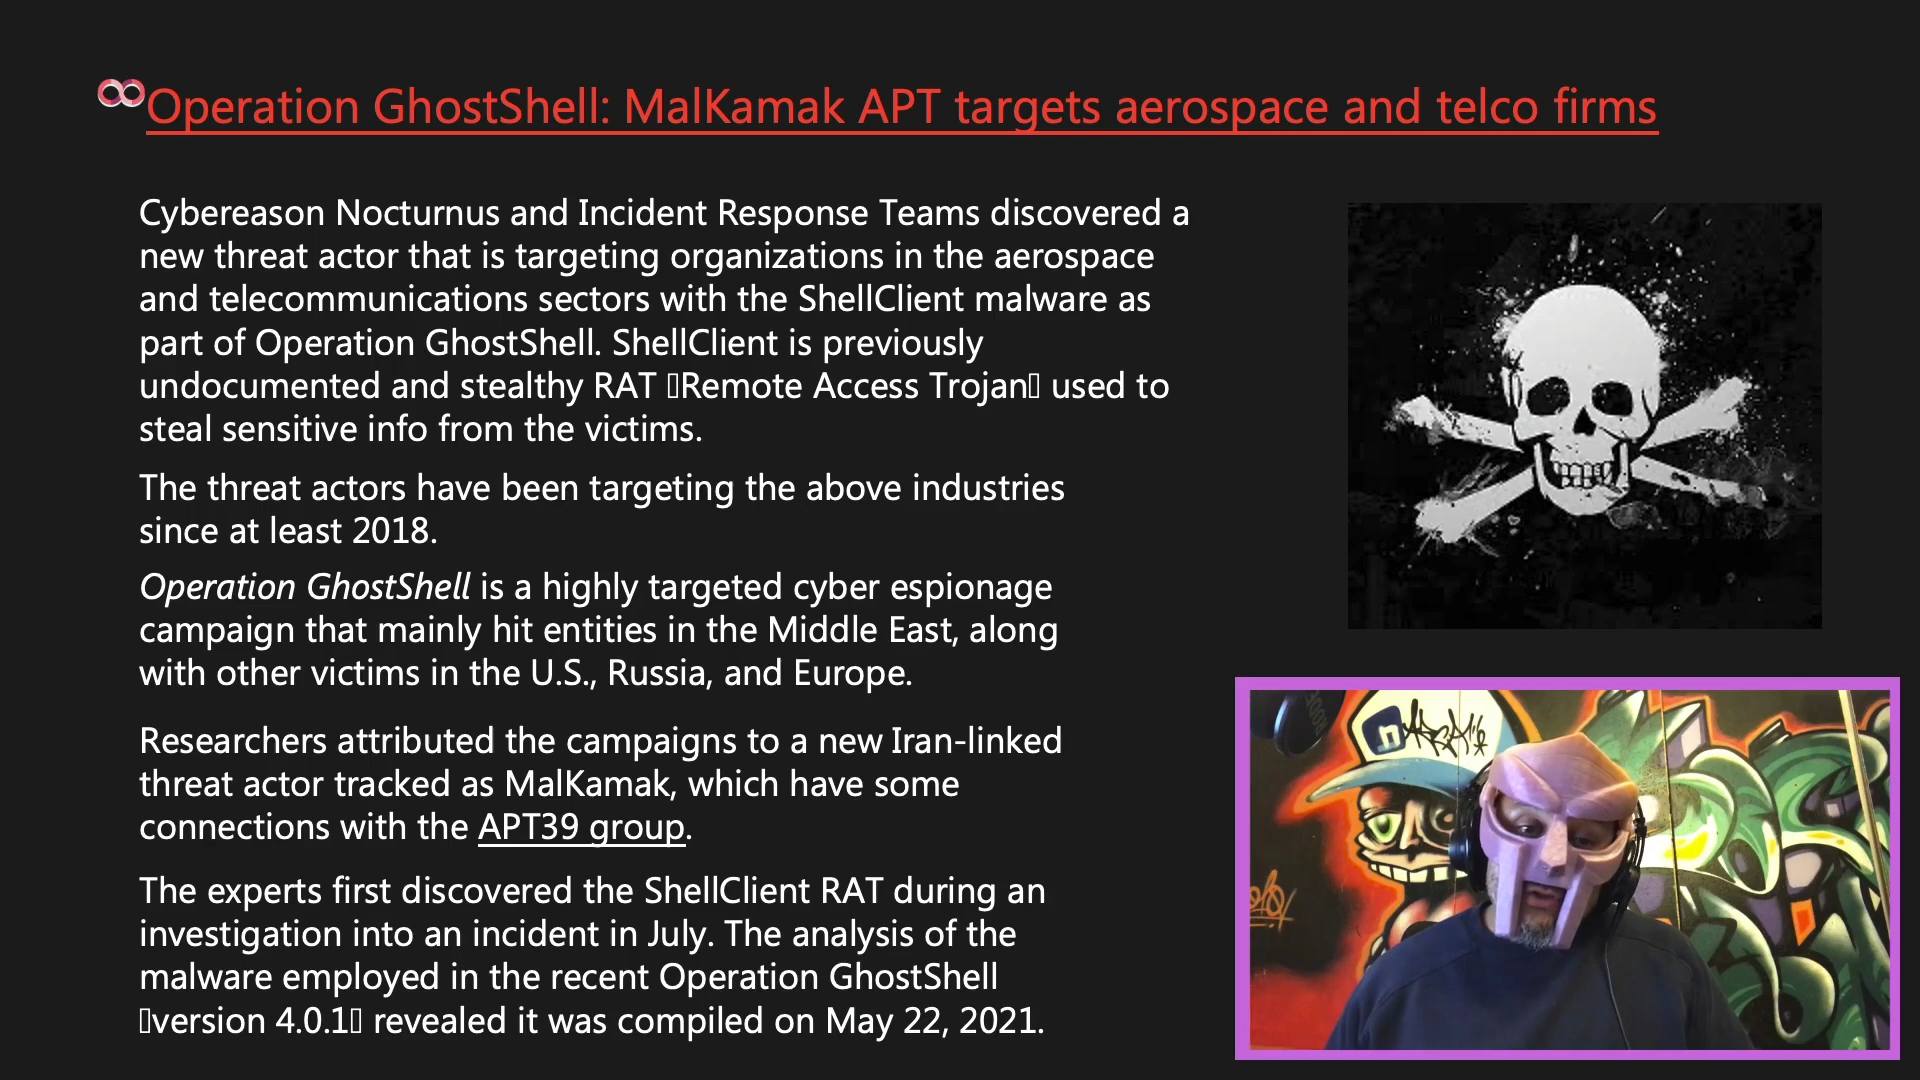 Operation GhostShell: MalKamak APT targets aerospace and telco firms
Cybereason Nocturnus and Incident Response Teams discovered a
new threat actor that is targeting organizations in the aerospace
and telecommunications sectors with the ShellClient malware as
part of Operation GhostShell. ShellClient is previously
undocumented and stealthy RAT ▯Remote Access Trojan▯ used to
steal sensitive info from the victims.
The threat actors have been targeting the above industries
since at least 2018.
Operation GhostShell is a highly targeted cyber espionage
campaign that mainly hit entities in the Middle East, along
with other victims in the U.S., Russia, and Europe.
Researchers attributed the campaigns to a new Iran-linked
threat actor tracked as MalKamak, which have some
connections with the APT39 group.
The experts first discovered the ShellClient RAT during an
investigation into an incident in July. The analysis of the
malware employed in the recent Operation GhostShell
▯version 4.0.1▯ revealed it was compiled on May 22, 2021.